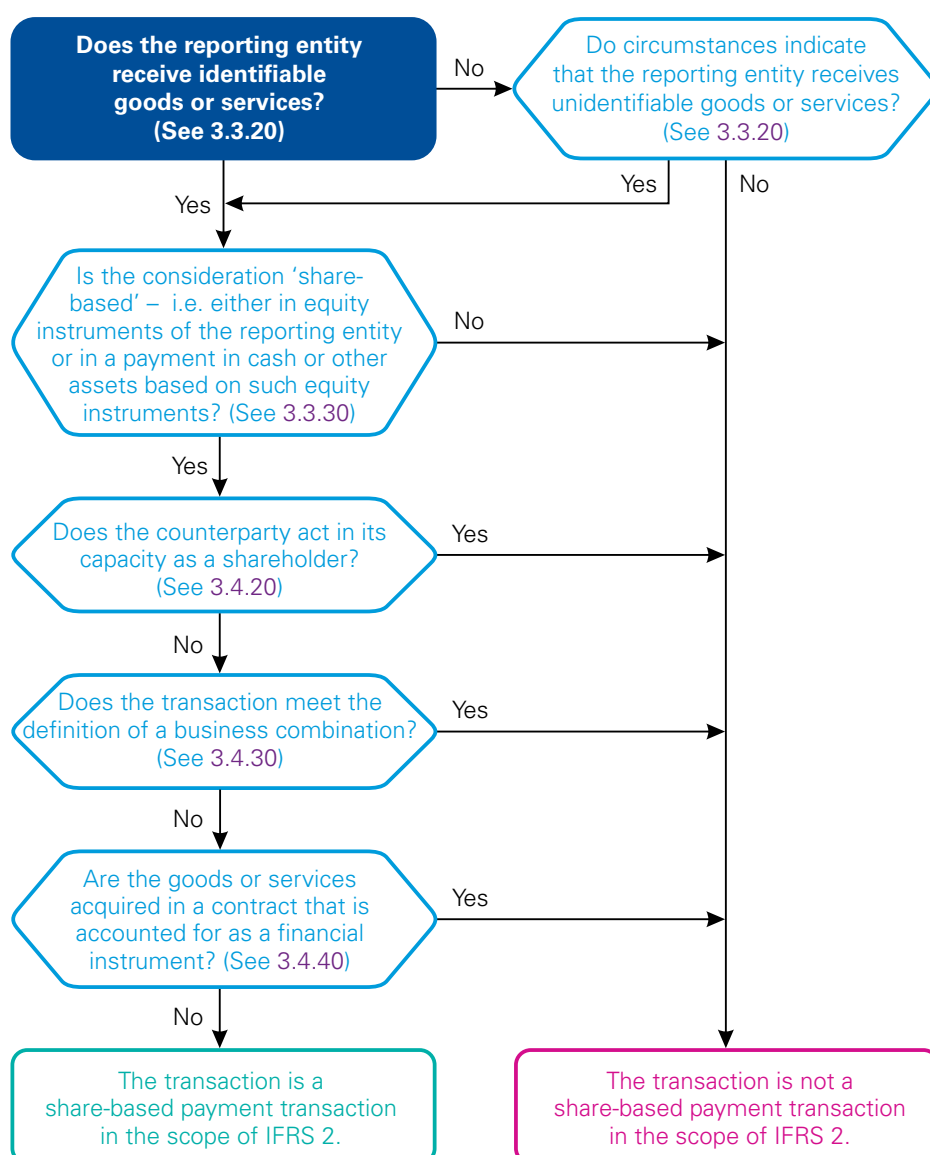 Does the reporting entity
receive identifiable
goods or services?
(See 3.3.20)
No
Do circumstances indicate
that the reporting entity receives
unidentifiable goods or services?
(See 3.3.20)
Yes
Yes
No
Is the consideration ‘share-
based’ – i.e. either in equity
instruments of the reporting entity
or in a payment in cash or other
assets based on such equity
instruments? (See 3.3.30)
No
Yes
Does the counterparty act in its
capacity as a shareholder?
(See 3.4.20)
Yes
No
Does the transaction meet the
definition of a business combination?
(See 3.4.30)
Yes
No
Are the goods or services
acquired in a contract that is
accounted for as a financial
instrument? (See 3.4.40)
Yes
No
The transaction is a
share-based payment transaction
in the scope of IFRS 2.
The transaction is not a
share-based payment transaction
in the scope of IFRS 2.